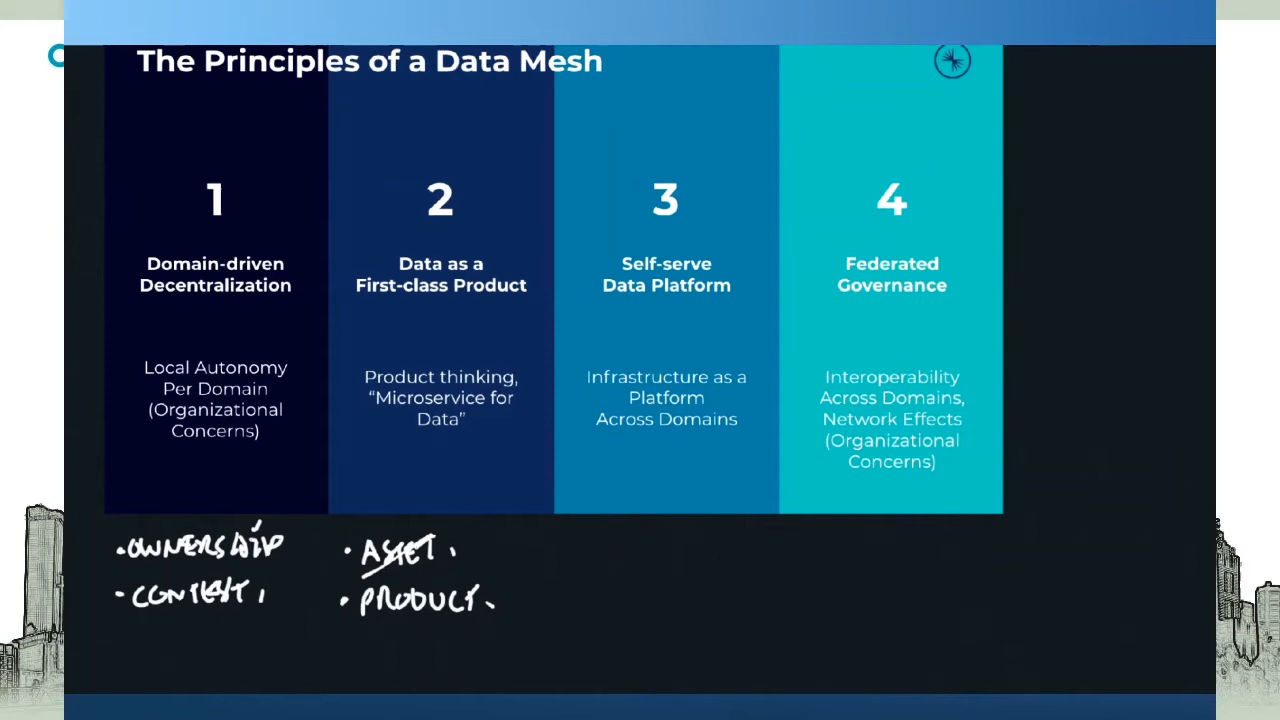 The Principles of a Data Mesh
1
Domain-driven
Decentralization
Local Autonomy
Per Domain
(Organizational
Concerns)
2
Data as a
First-class Product
Product thinking,
“Microservice for
Data”
3
Self-serve
Data Platform
Infrastructure as a
Platform
Across Domains
4
Federated
Governance
Interoperability
Across Domains,
Network Effects
(Organizational
Concerns)
• OWNERSHIP
• CONTEXT.
• ASSET.
• PRODUCT.